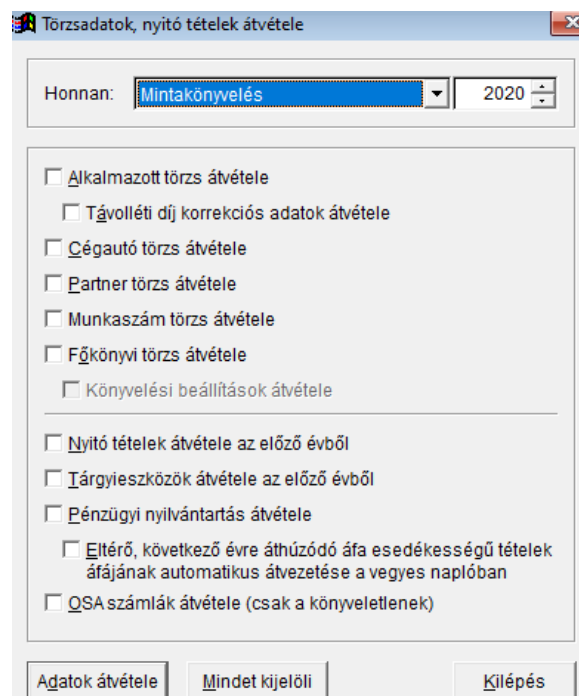 Törzsadatok, nyitó tételek átvétele
Honnan: Mintakönyvelés 2020
Alkalmazott törzs átvétele
Távolléti díj korrekciós adatok átvétele
Cégautó törzs átvétele
Partner törzs átvétele
Munkaszám törzs átvétele
Főkönyvi törzs átvétele
Könyvelési beállítások átvétele
Nyitó tételek átvétele az előző évből
Tárgyieszközök átvétele az előző évből
Pénzügyi nyilvántartás átvétele
Eltérő, következő évre áthúzódó áfa esedékességű tételek
áfájának automatikus átvezetése a vegyes naplóban
OSA számlák átvétele (csak a könyveletlenek)
Adatok átvétele Mindet kijelöli Kilépés